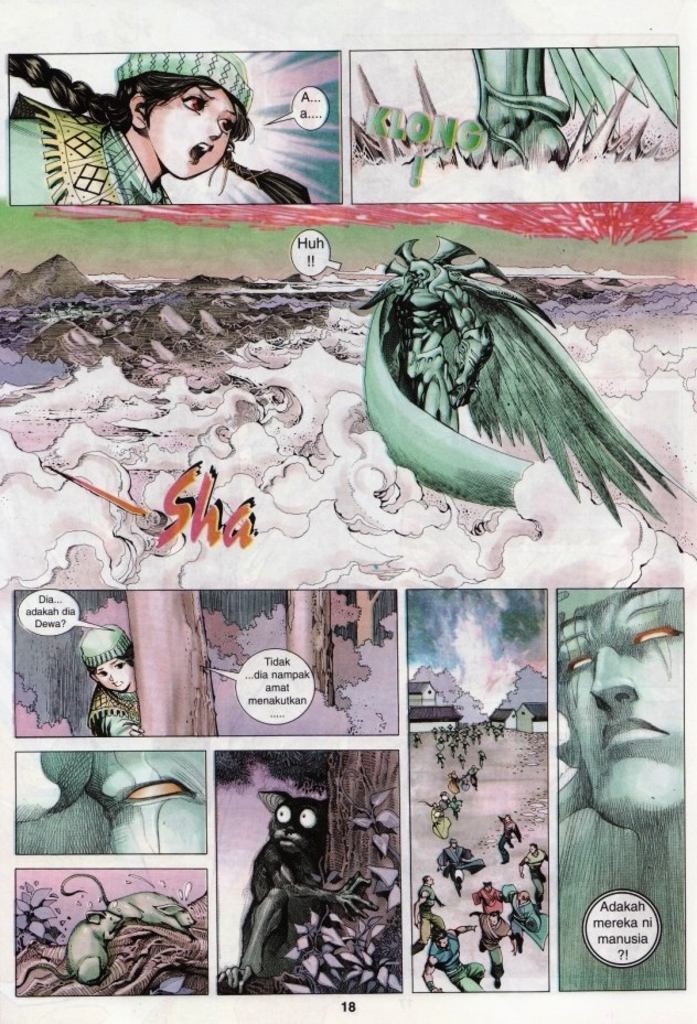 A...
a....
KLONG
!
Huh
!!
Sha
Dia...
adakah dia
Dewa?
Tidak
...dia nampak
amat
menakutkan
.....
Adakah
mereka ni
manusia
?!
18